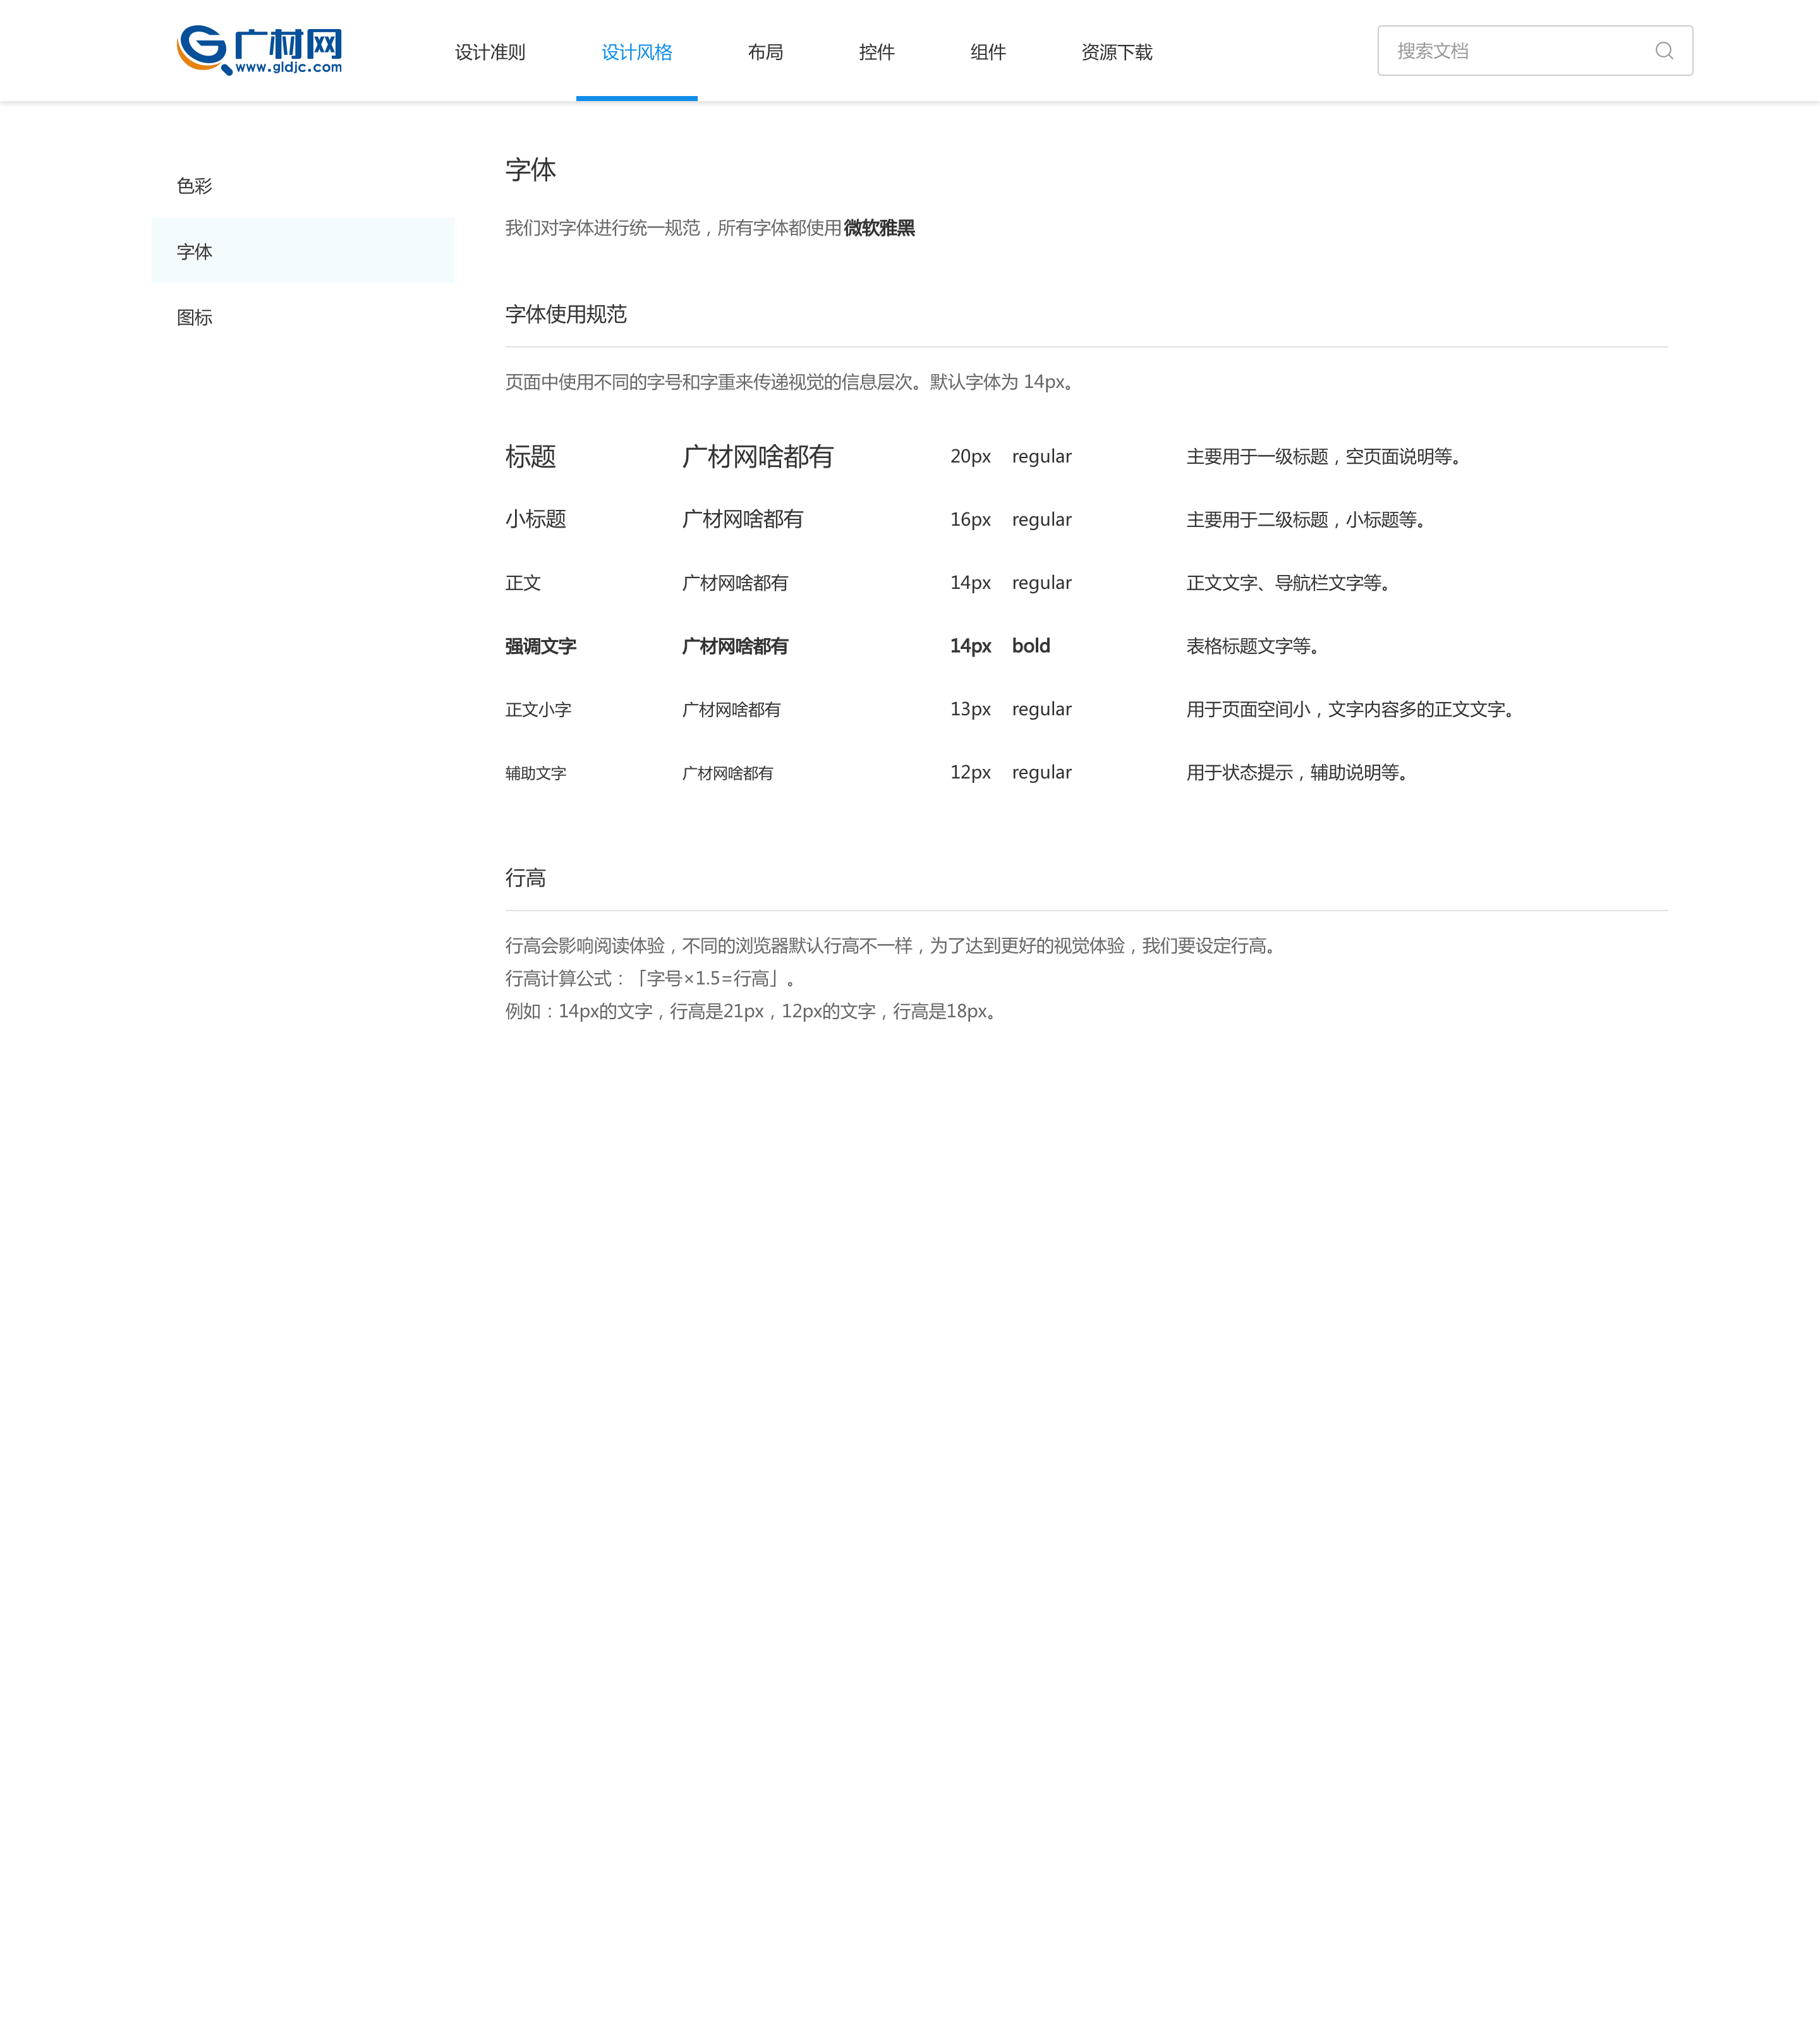 广材网
www.gldjc.com
设计准则 设计风格 布局 控件 组件 资源下载 搜索文档
色彩
字体
图标
字体
我们对字体进行统一规范，所有字体都使用 微软雅黑
字体使用规范
页面中使用不同的字号和字重来传递视觉的信息层次。默认字体为 14px。
标题 广材网啥都有 20px regular 主要用于一级标题，空页面说明等。
小标题 广材网啥都有 16px regular 主要用于二级标题，小标题等。
正文 广材网啥都有 14px regular 正文文字、导航栏文字等。
强调文字 广材网啥都有 14px bold 表格标题文字等。
正文小字 广材网啥都有 13px regular 用于页面空间小，文字内容多的正文文字。
辅助文字 广材网啥都有 12px regular 用于状态提示，辅助说明等。
行高
行高会影响阅读体验，不同的浏览器默认行高不一样，为了达到更好的视觉体验，我们要设定行高。
行高计算公式：「字号×1.5=行高」。
例如：14px的文字，行高是21px，12px的文字，行高是18px。